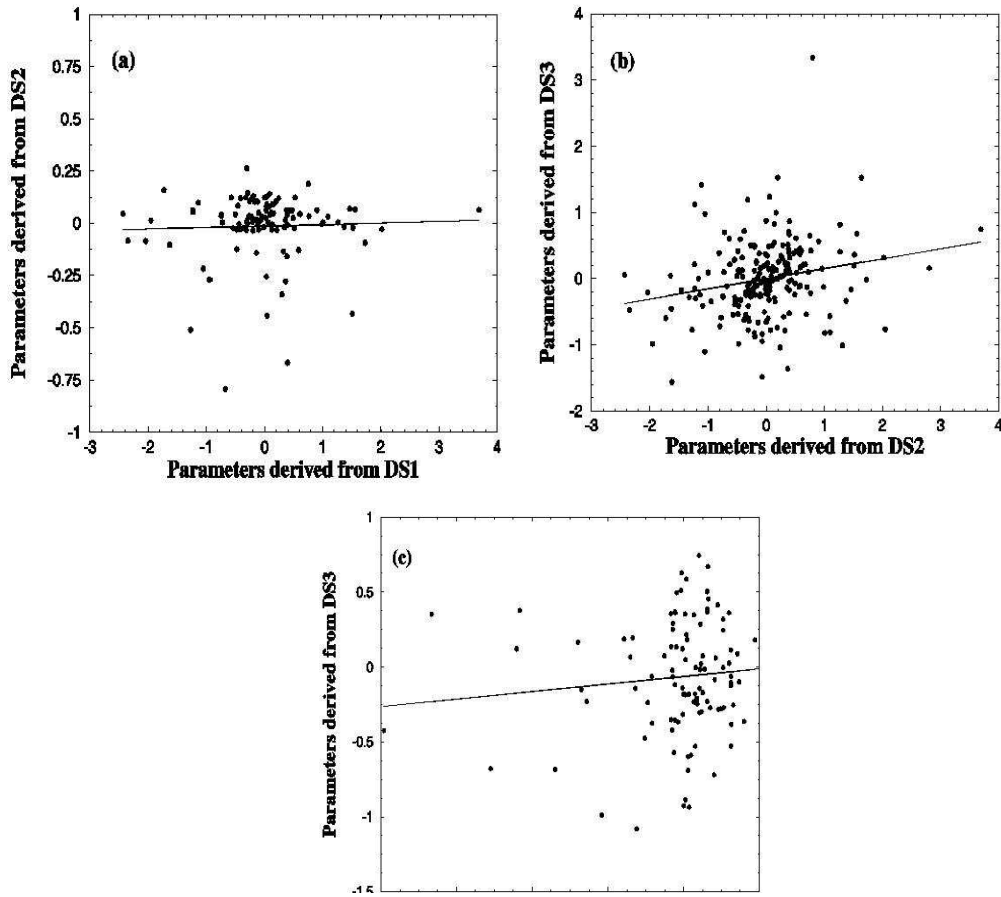 (a)
Parameters derived from DS2
1
0.75
0.5
0.25
0
-0.25
-0.5
-0.75
-1
-3 -2 -1 0 1 2 3 4
Parameters derived from DS1
(b)
Parameters derived from DS3
4
3
2
1
0
-1
-2
-3 -2 -1 0 1 2 3 4
Parameters derived from DS2
(c)
Parameters derived from DS3
1
0.5
0
-0.5
-1
-1.5